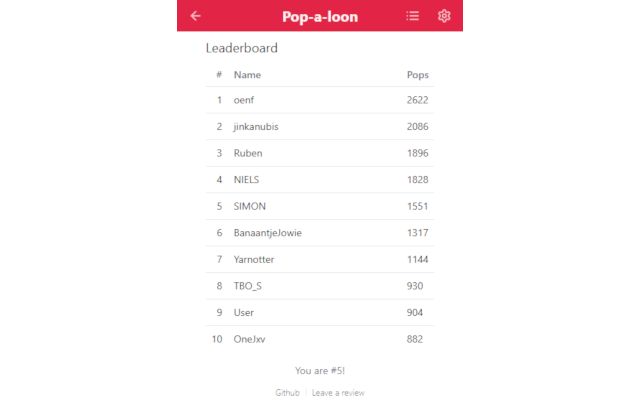 Pop-a-loon
Leaderboard
# Name Pops
1 oenf 2622
2 jinkanubis 2086
3 Ruben 1896
4 NIELS 1828
5 SIMON 1551
6 BanaantjeJowie 1317
7 Yarnotter 1144
8 TBO_S 930
9 User 904
10 OneJxv 882
You are #5!
Github | Leave a review